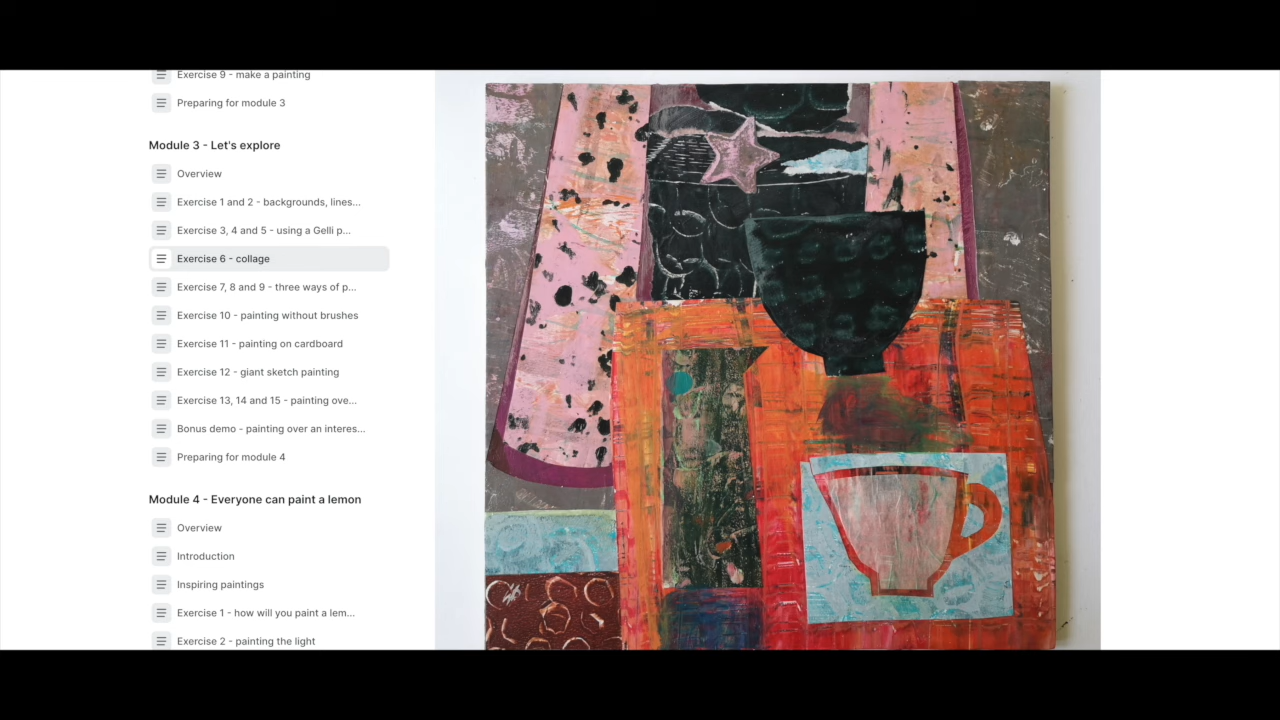 Exercise 9 - make a painting
Preparing for module 3
Module 3 - Let's explore
Overview
Exercise 1 and 2 - backgrounds, lines...
Exercise 3, 4 and 5 - using a Gelli p...
Exercise 6 - collage
Exercise 7, 8 and 9 - three ways of p...
Exercise 10 - painting without brushes
Exercise 11 - painting on cardboard
Exercise 12 - giant sketch painting
Exercise 13, 14 and 15 - painting ove...
Bonus demo - painting over an interes...
Preparing for module 4
Module 4 - Everyone can paint a lemon
Overview
Introduction
Inspiring paintings
Exercise 1 - how will you paint a lem...
Exercise 2 - painting the light